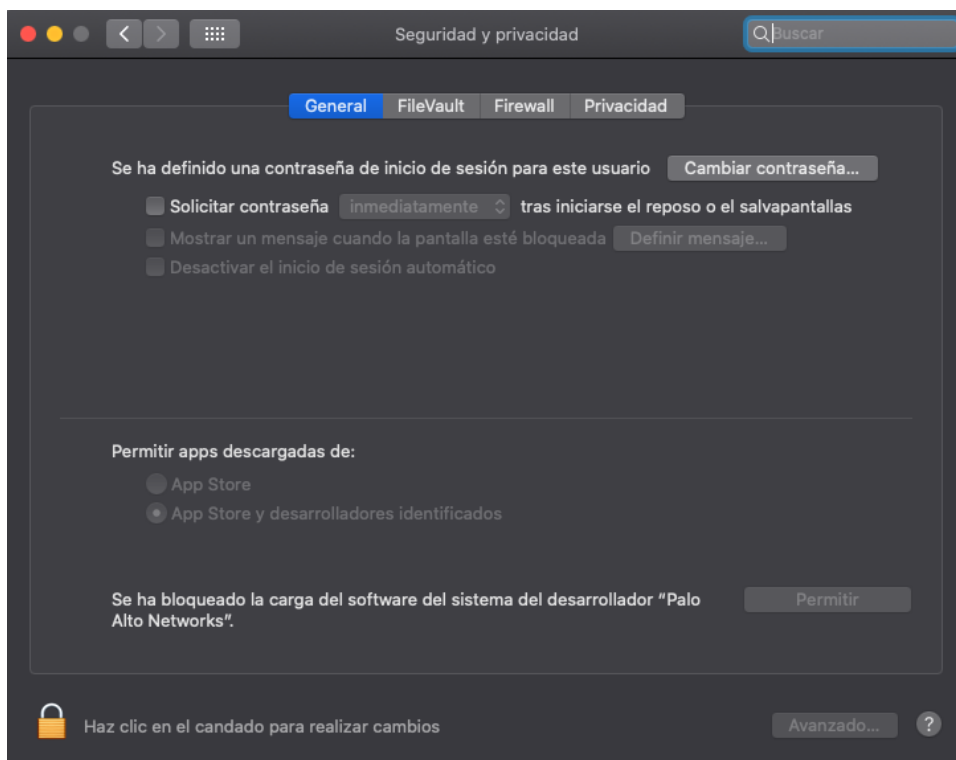 Seguridad y privacidad
Buscar
General
FileVault
Firewall
Privacidad
Se ha definido una contraseña de inicio de sesión para este usuario
Cambiar contraseña...
Solicitar contraseña
inmediatamente
tras iniciarse el reposo o el salvapantallas
Mostrar un mensaje cuando la pantalla esté bloqueada
Definir mensaje...
Desactivar el inicio de sesión automático
Permitir apps descargadas de:
App Store
App Store y desarrolladores identificados
Se ha bloqueado la carga del software del sistema del desarrollador “Palo
Alto Networks”.
Permitir
Haz clic en el candado para realizar cambios
Avanzado...
?